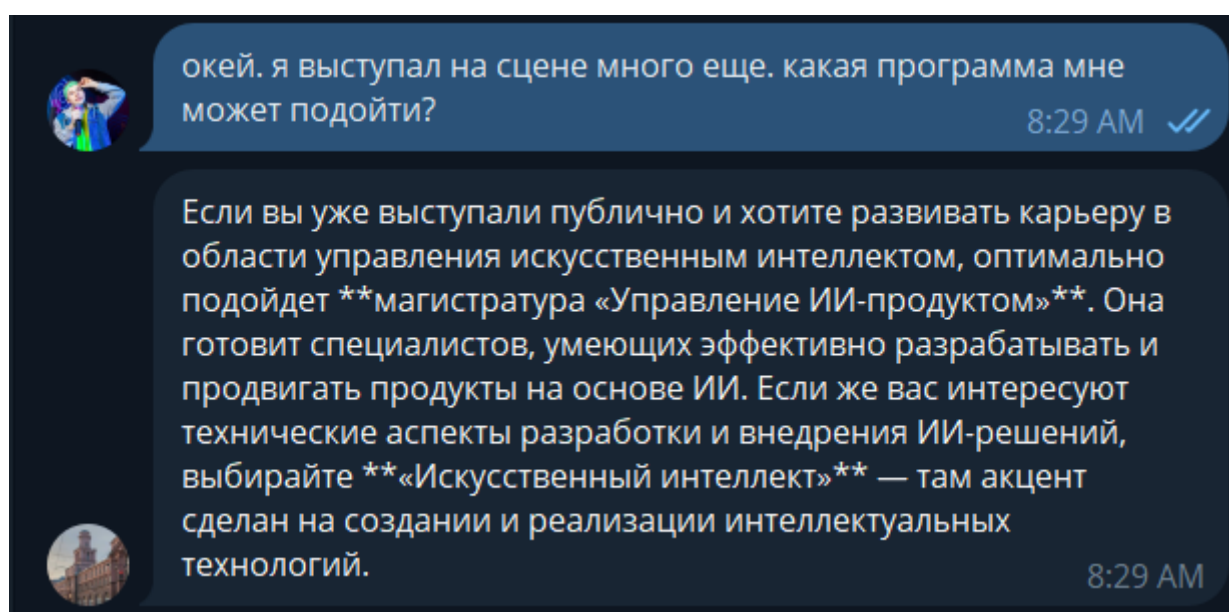 окей. я выступал на сцене много еще. какая программа мне
может подойти?
8:29 AM
Если вы уже выступали публично и хотите развивать карьеру в
области управления искусственным интеллектом, оптимально
подойдет **магистратура «Управление ИИ-продуктом»**. Она
готовит специалистов, умеющих эффективно разрабатывать и
продвигать продукты на основе ИИ. Если же вас интересуют
технические аспекты разработки и внедрения ИИ-решений,
выбирайте **«Искусственный интеллект»** — там акцент
сделан на создании и реализации интеллектуальных
технологий.
8:29 AM